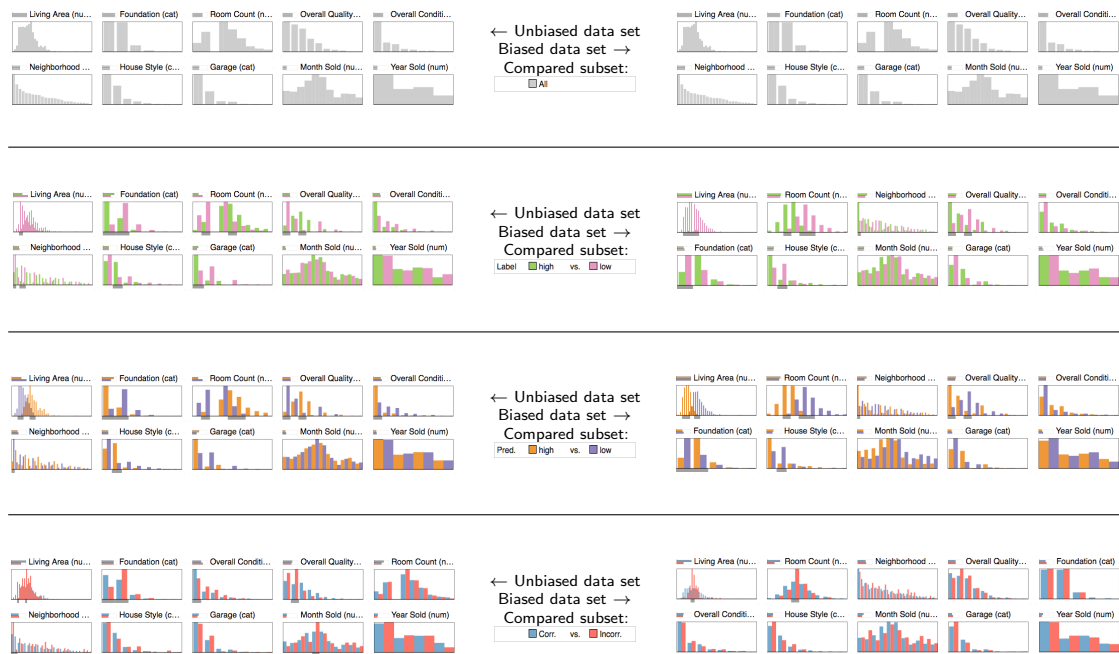 Living Area (nu... Foundation (cat) Room Count (n... Overall Quality... Overall Conditi...
Neighborhood ... House Style (c... Garage (cat) Month Sold (nu... Year Sold (num)
← Unbiased data set
Biased data set →
Compared subset:
All
Living Area (nu... Foundation (cat) Room Count (n... Overall Quality... Overall Conditi...
Neighborhood ... House Style (c... Garage (cat) Month Sold (nu... Year Sold (num)
Living Area (nu... Foundation (cat) Room Count (n... Overall Quality... Overall Conditi...
Neighborhood ... House Style (c... Garage (cat) Month Sold (nu... Year Sold (num)
← Unbiased data set
Biased data set →
Compared subset:
Label high vs. low
Living Area (nu... Room Count (n... Neighborhood ... Overall Quality... Overall Conditi...
Foundation (cat) House Style (c... Month Sold (nu... Garage (cat) Year Sold (num)
Living Area (nu... Foundation (cat) Room Count (n... Overall Quality... Overall Conditi...
Neighborhood ... House Style (c... Garage (cat) Month Sold (nu... Year Sold (num)
← Unbiased data set
Biased data set →
Compared subset:
Pred. high vs. low
Living Area (nu... Room Count (n... Neighborhood ... Overall Quality... Overall Conditi...
Foundation (cat) House Style (c... Month Sold (nu... Garage (cat) Year Sold (num)
Living Area (nu... Foundation (cat) Overall Conditi... Overall Quality... Room Count (n...
Neighborhood ... House Style (c... Garage (cat) Month Sold (nu... Year Sold (num)
← Unbiased data set
Biased data set →
Compared subset:
Corr. vs. Incorr.
Living Area (nu... Room Count (n... Neighborhood ... Overall Quality... Foundation (cat)
Overall Conditi... House Style (c... Month Sold (nu... Garage (cat) Year Sold (num)